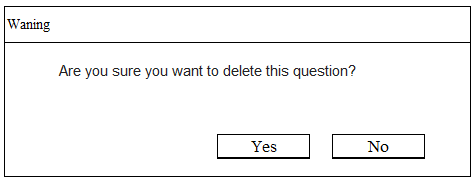 Waning
Are you sure you want to delete this question?
Yes No